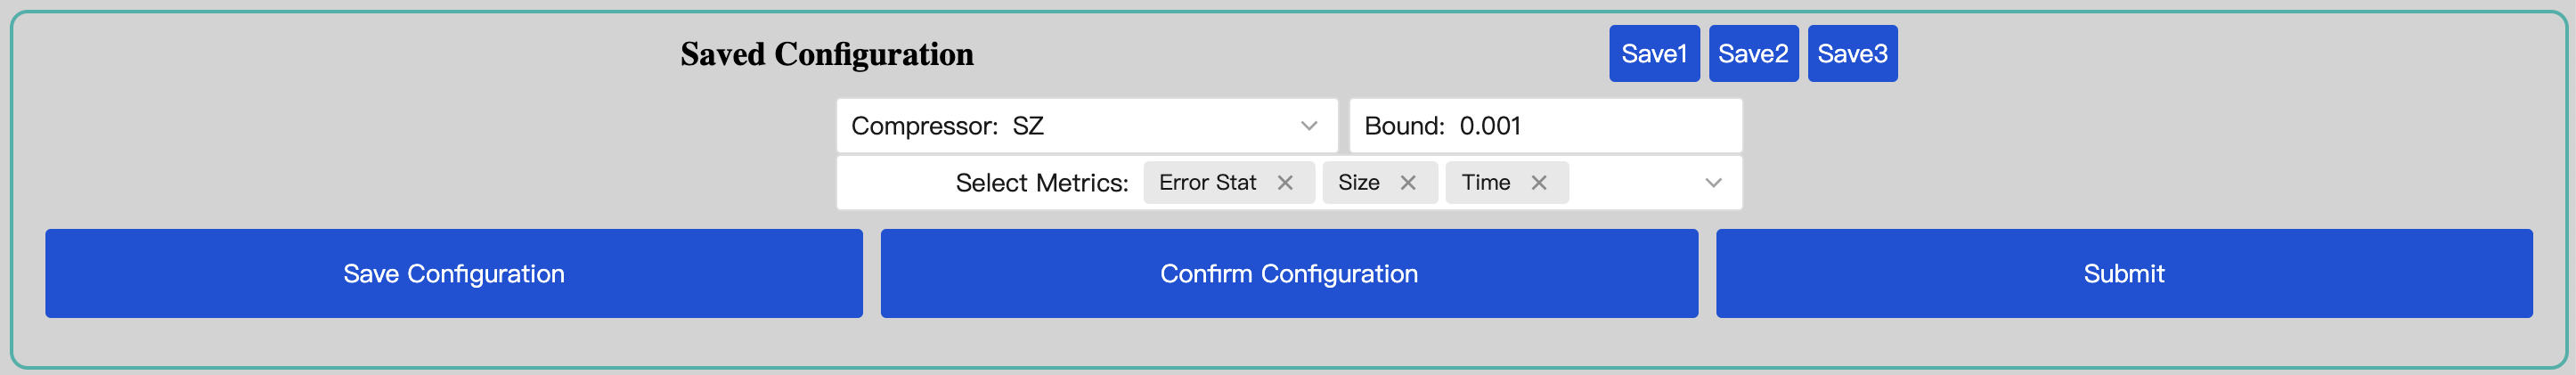 Saved Configuration Save1 Save2 Save3
Compressor: SZ Bound: 0.001
Select Metrics: Error Stat Size Time
Save Configuration Confirm Configuration Submit